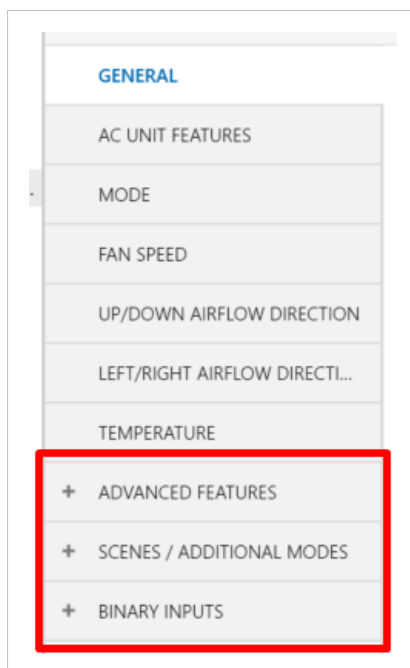 GENERAL
AC UNIT FEATURES
MODE
FAN SPEED
UP/DOWN AIRFLOW DIRECTION
LEFT/RIGHT AIRFLOW DIRECTI...
TEMPERATURE
+ ADVANCED FEATURES
+ SCENES / ADDITIONAL MODES
+ BINARY INPUTS